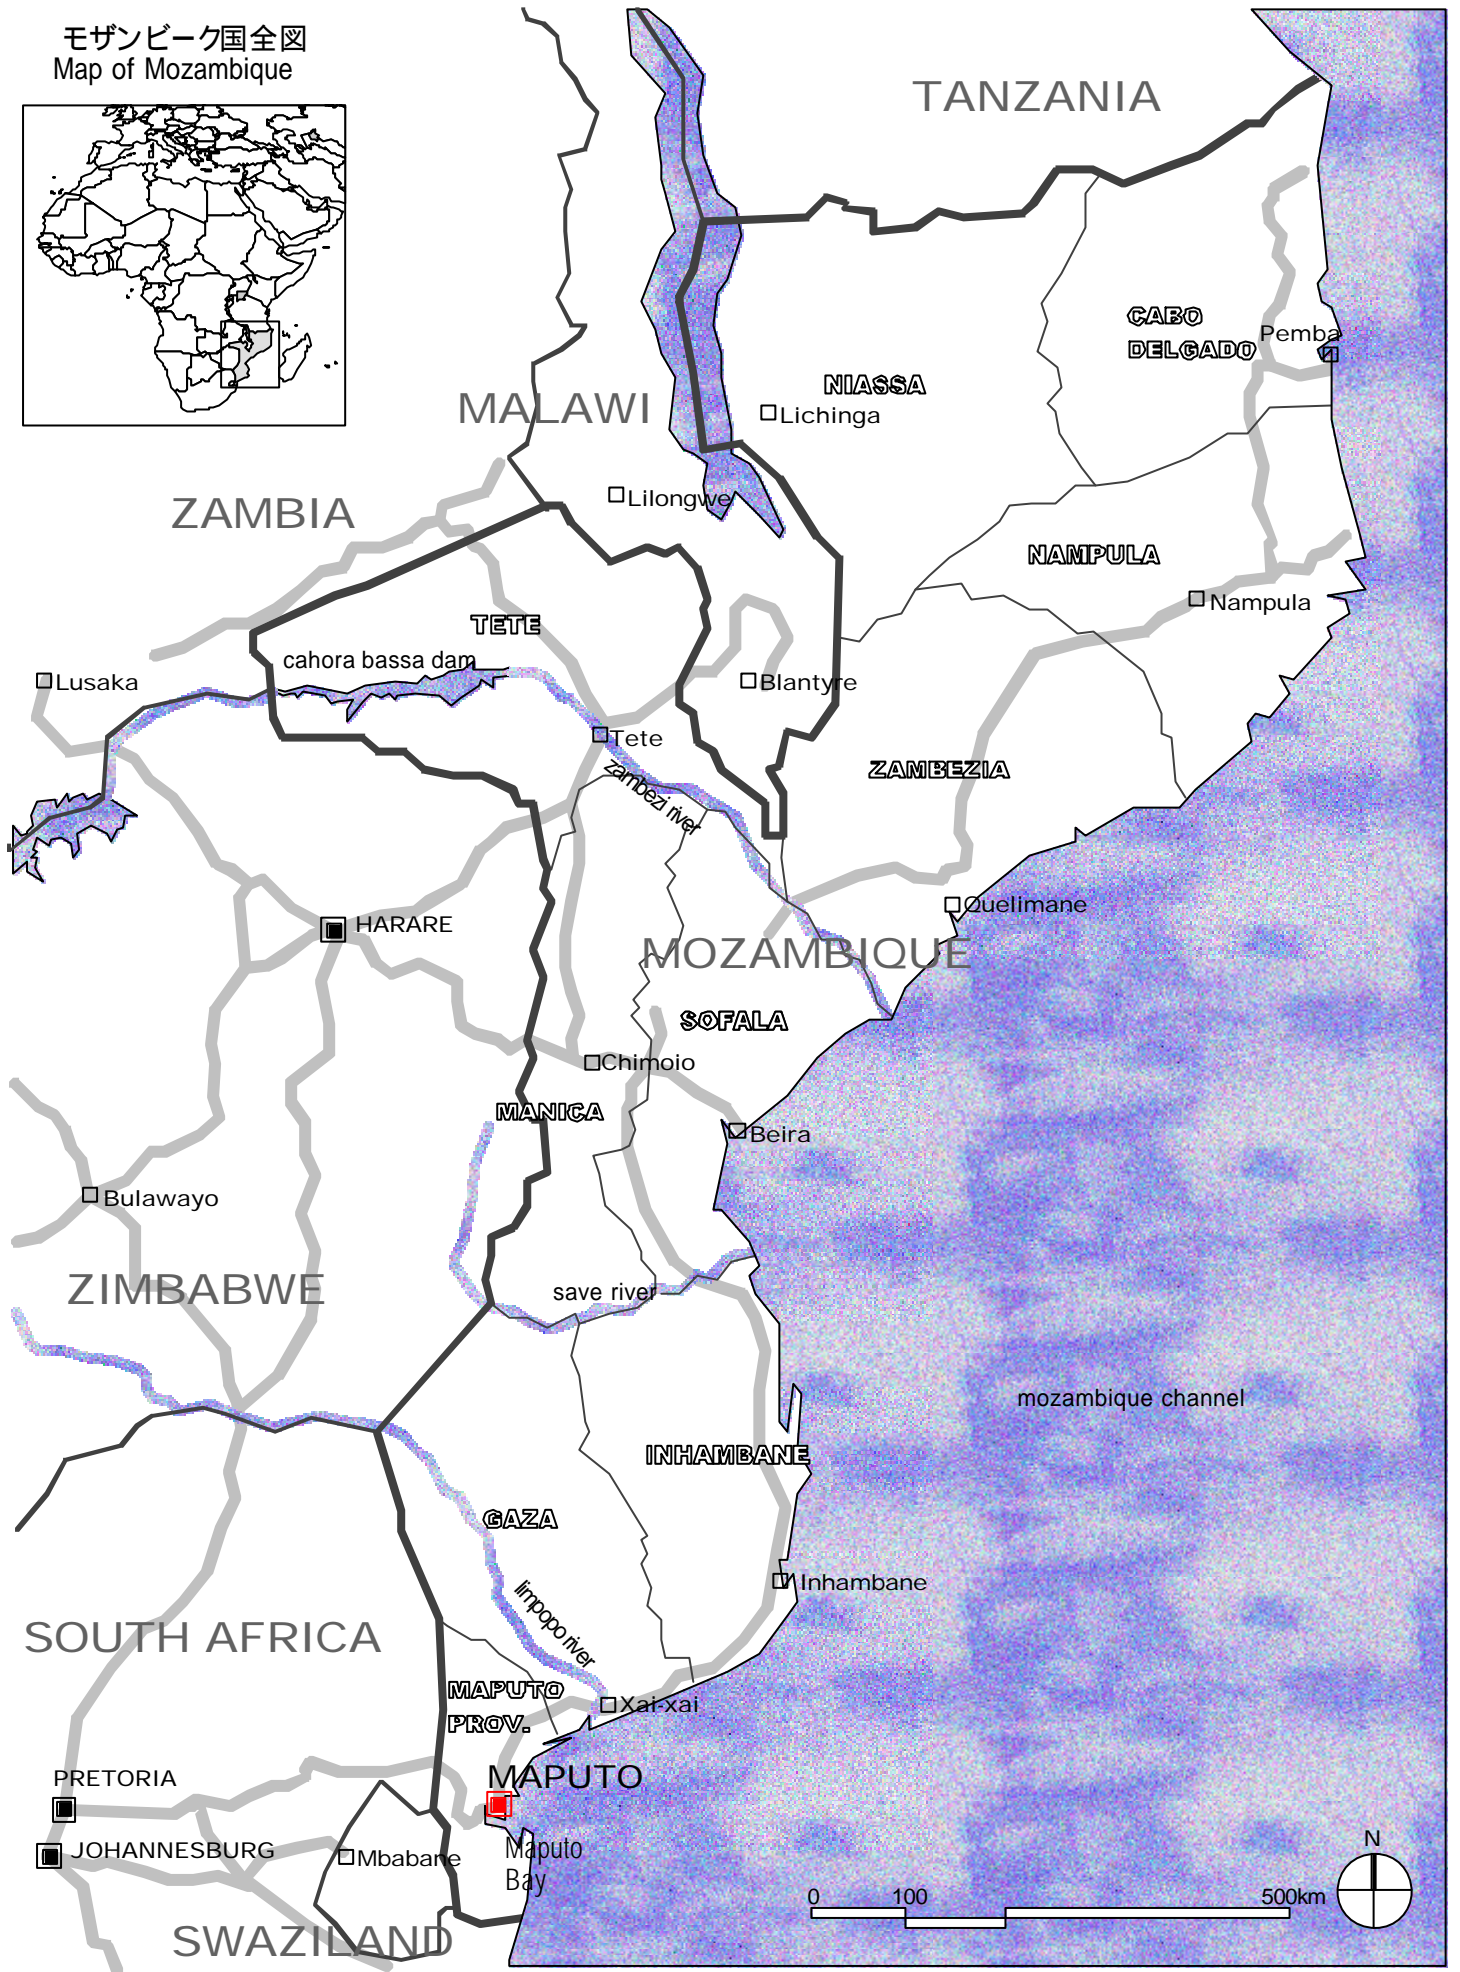 モザンビーク国全図
Map of Mozambique
TANZANIA
CABO
DELGADO
Pemba
NIASSA
Lichinga
MALAWI
Lilongwe
ZAMBIA
NAMPULA
Nampula
TETE
cahora bassa dam
Lusaka
Blantyre
Tete
zambezi river
ZAMBEZIA
Quelimane
HARARE
MOZAMBIQUE
SOFALA
Chimoio
MANICA
Beira
Bulawayo
ZIMBABWE
save river
mozambique channel
INHAMBANE
GAZA
Inhambane
limpopo river
SOUTH AFRICA
MAPUTO
PROV.
Xai-xai
MAPUTO
PRETORIA
JOHANNESBURG
Mbabane
Maputo
Bay
SWAZILAND
N
0 100 500km